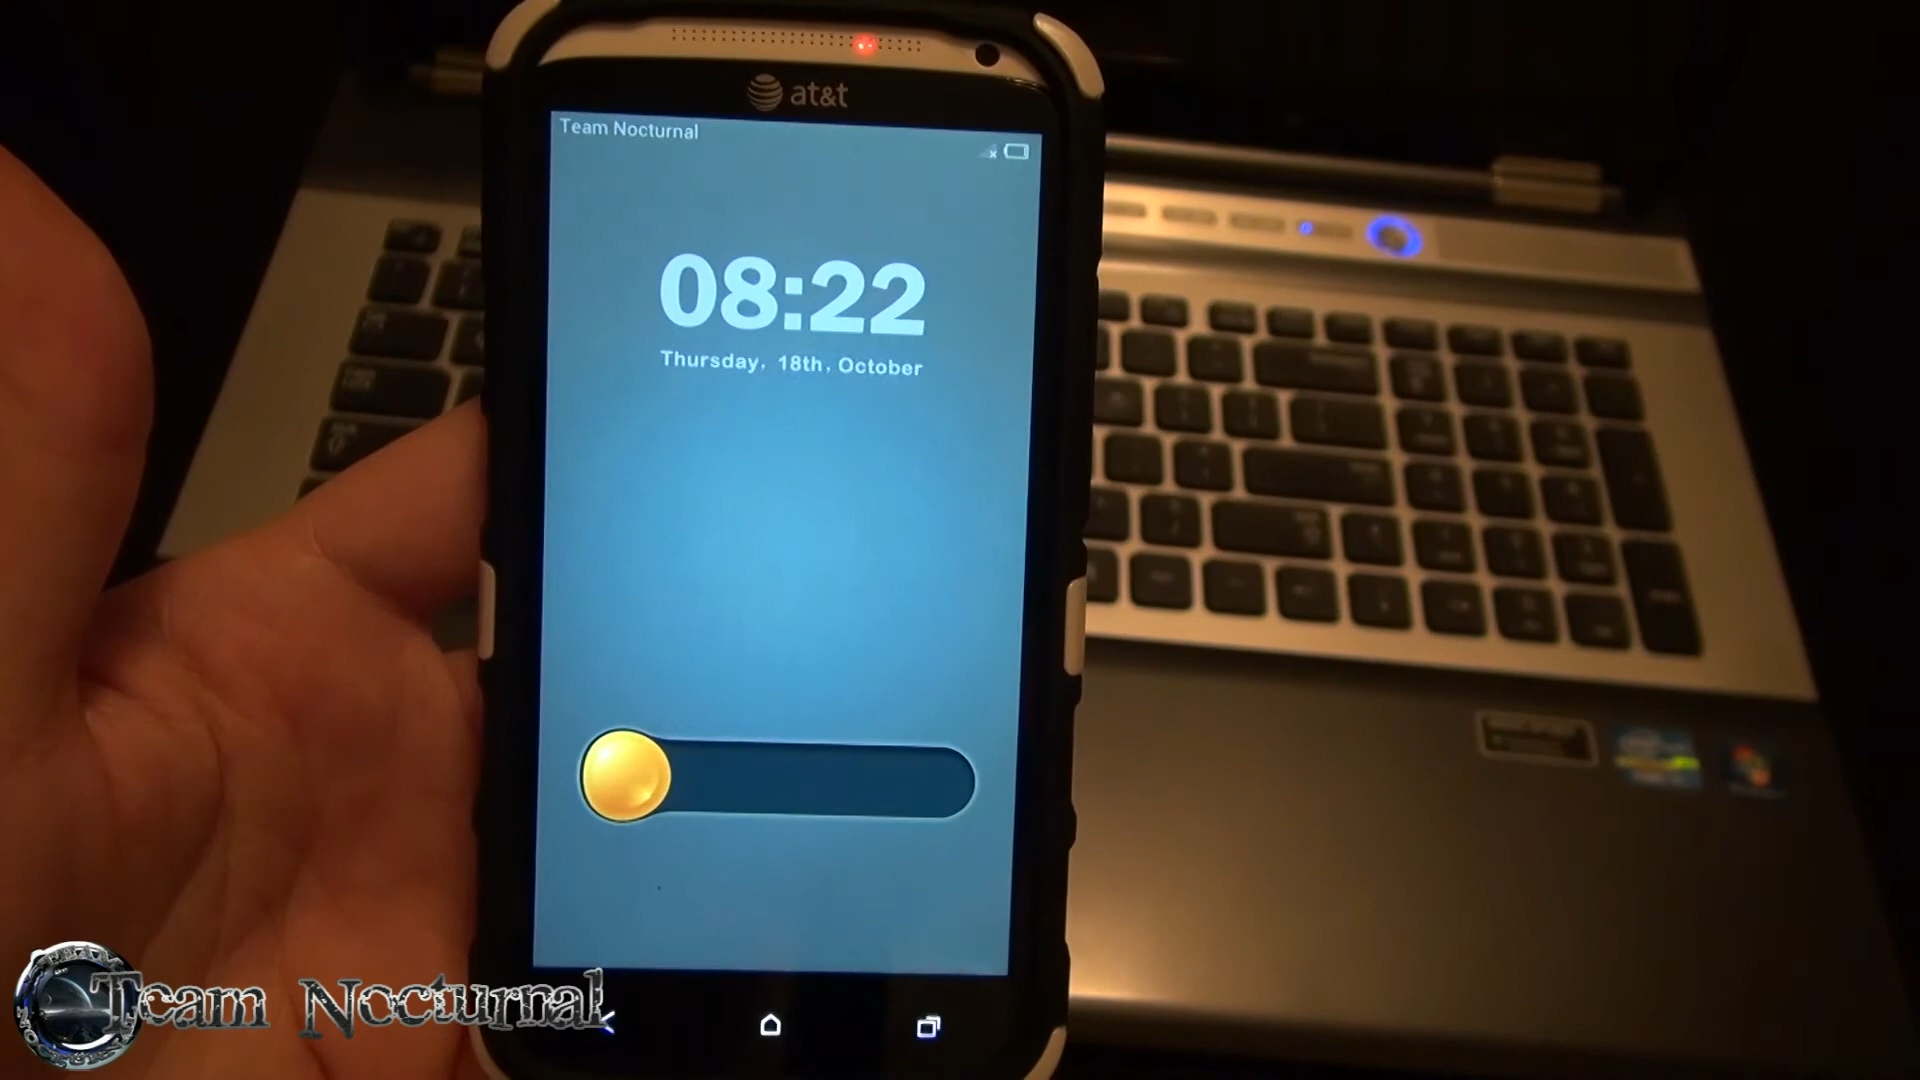 at&t
Team Nocturnal
08:22
Thursday, 18th, October
Team Nocturnal